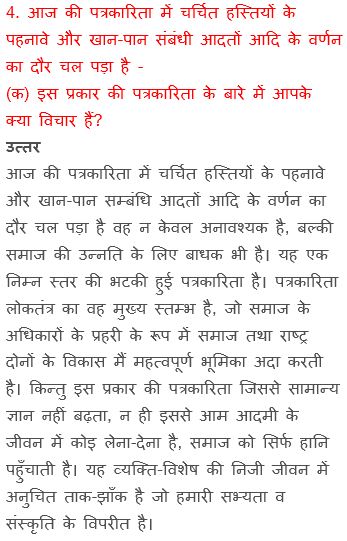 4. आज की पत्रकारिता में चर्चित हस्तियों के
पहनावे और खान-पान संबंधी आदतों आदि के वर्णन
का दौर चल पड़ा है -
(क) इस प्रकार की पत्रकारिता के बारे में आपके
क्या विचार हैं?
उत्तर
आज की पत्रकारिता में चर्चित हस्तियों के पहनावे
और खान-पान सम्बंधि आदतों आदि के वर्णन का
दौर चल पड़ा है वह न केवल अनावश्यक है, बल्की
समाज की उन्नति के लिए बाधक भी है। यह एक
निम्न स्तर की भटकी हुई पत्रकारिता है। पत्रकारिता
लोकतंत्र का वह मुख्य स्तम्भ है, जो समाज के
अधिकारों के प्रहरी के रूप में समाज तथा राष्ट्र
दोनों के विकास मैं महत्वपूर्ण भूमिका अदा करती
है। किन्तु इस प्रकार की पत्रकारिता जिससे सामान्य
ज्ञान नहीं बढ़ता, न ही इससे आम आदमी के
जीवन में कोइ लेना-देना है, समाज को सिर्फ हानि
पहुँचाती है। यह व्यक्ति-विशेष की निजी जीवन में
अनुचित ताक-झाँक है जो हमारी सभ्यता व
संस्कृति के विपरीत है।